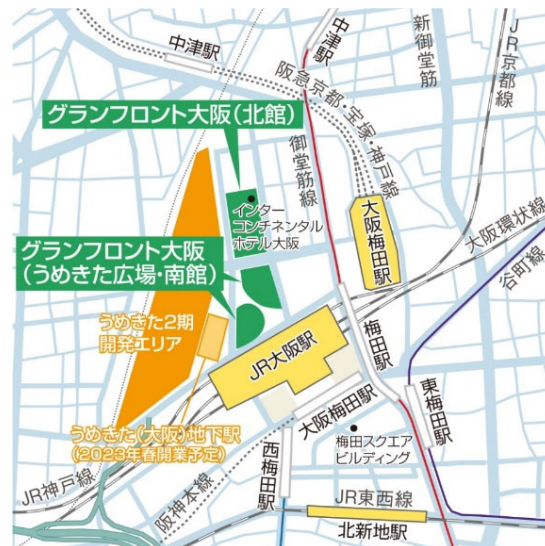 中津駅
中津駅
新御堂筋
JR京都線
阪急京都・宝塚・神戸線
グランフロント大阪(北館)
御堂筋線
インター
コンチネンタル
ホテル大阪
大阪梅田駅
大阪環状線
谷町線
グランフロント大阪
(うめきた広場・南館)
うめきた2期
開発エリア
JR大阪駅
梅田駅
東梅田駅
うめきた(大阪)地下駅
(2023年春開業予定)
大阪梅田駅
梅田スクエア
ビルディング
西梅田駅
JR神戸線
阪神本線
JR東西線
北新地駅